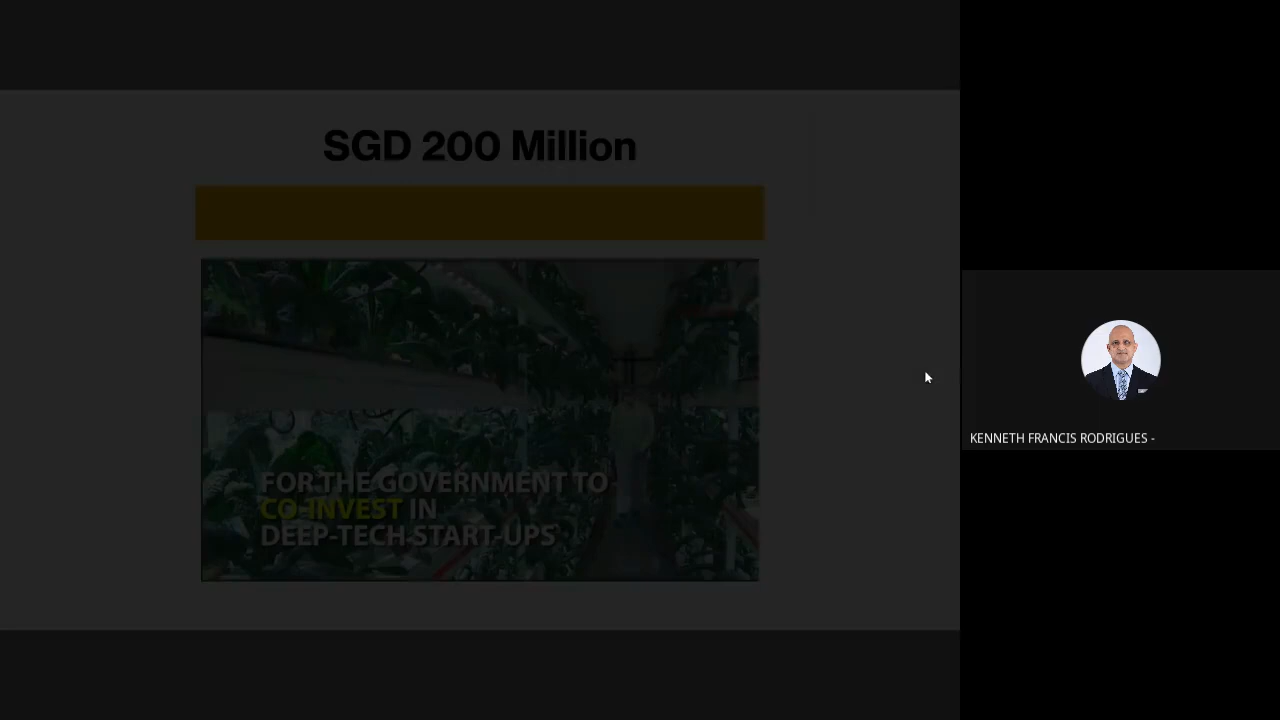 SGD 200 Million
FOR THE GOVERNMENT TO
CO-INVEST IN
DEEP-TECH START-UPS
KENNETH FRANCIS RODRIGUES -